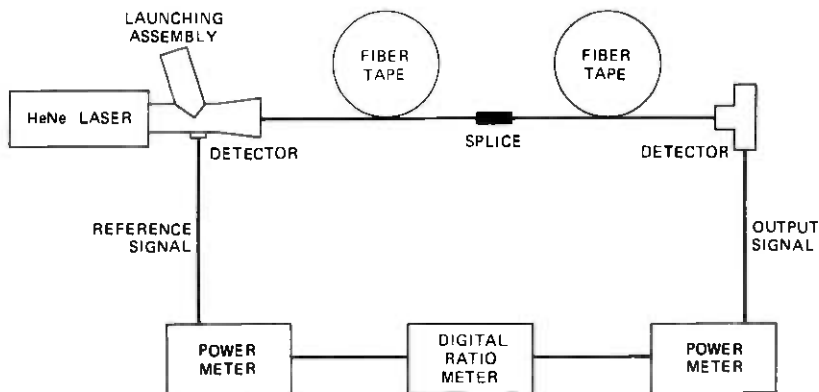 LAUNCHING
ASSEMBLY
FIBER
TAPE
FIBER
TAPE
HeNe LASER
SPLICE
DETECTOR
DETECTOR
REFERENCE
SIGNAL
OUTPUT
SIGNAL
POWER
METER
DIGITAL
RATIO
METER
POWER
METER